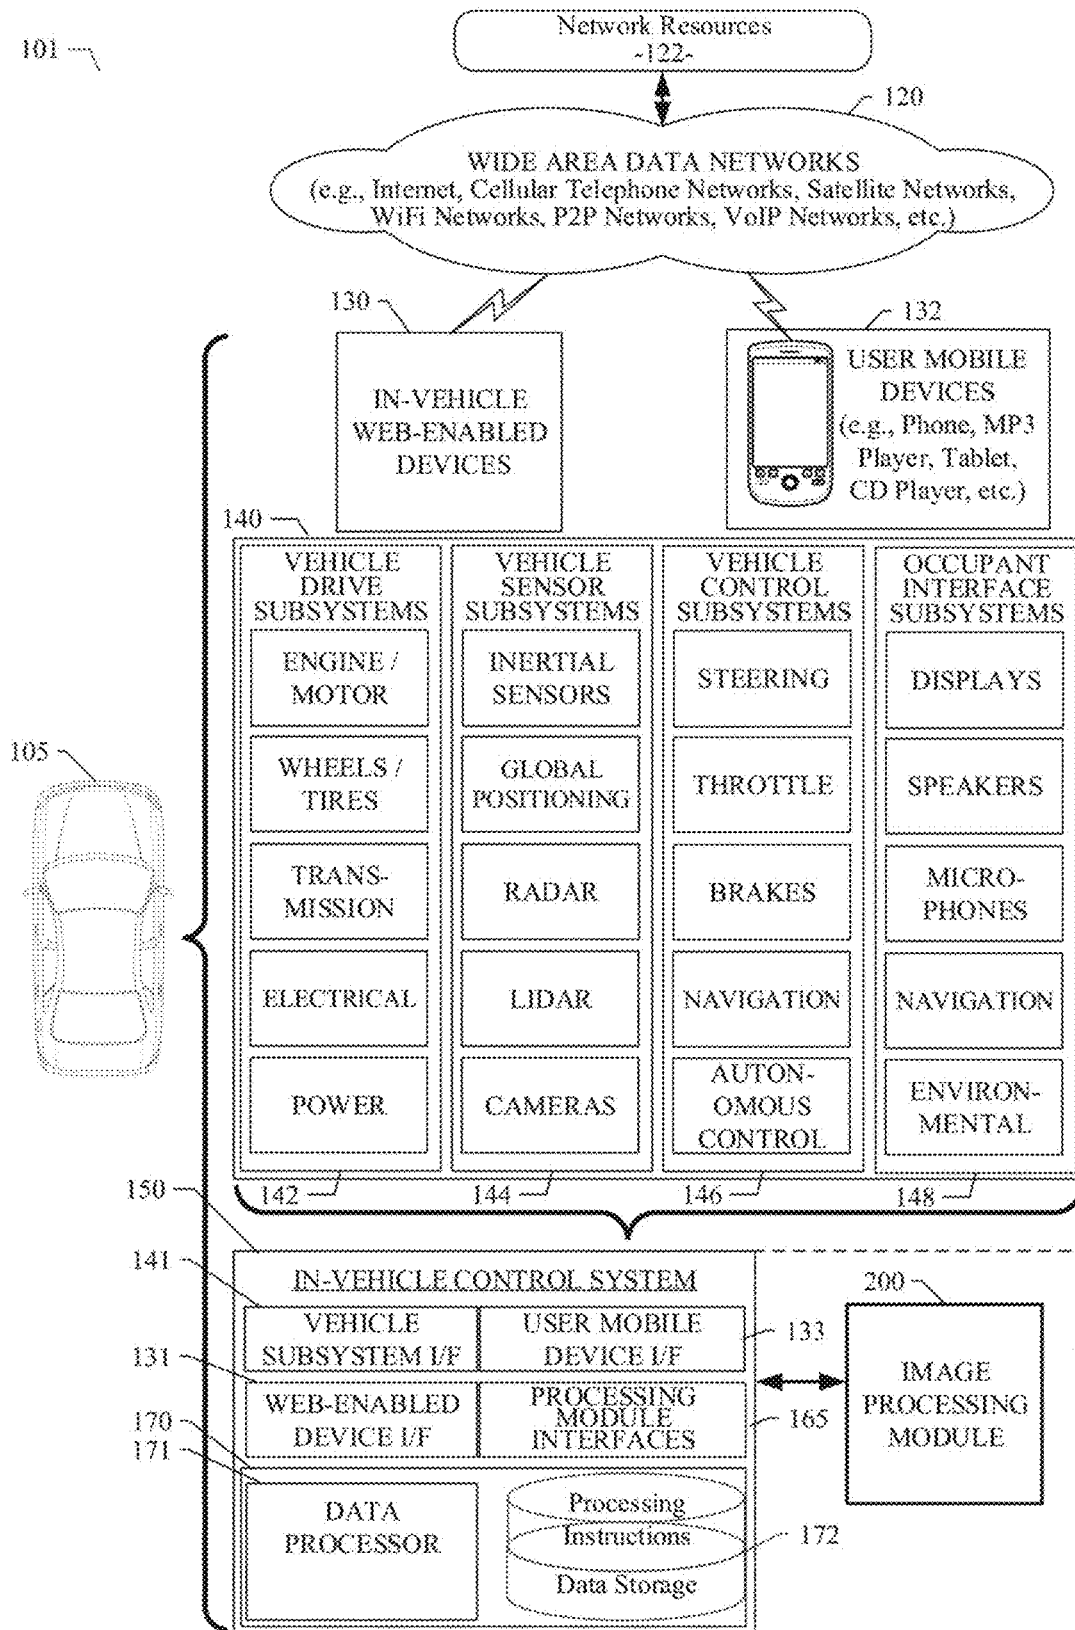 101
Network Resources
-122-
120
WIDE AREA DATA NETWORKS
(e.g., Internet, Cellular Telephone Networks, Satellite Networks,
WiFi Networks, P2P Networks, VoIP Networks, etc.)
130
132
IN-VEHICLE
WEB-ENABLED
DEVICES
USER MOBILE
DEVICES
(e.g., Phone, MP3
Player, Tablet,
CD Player, etc.)
140
VEHICLE
DRIVE
SUBSYSTEMS
ENGINE /
MOTOR
WHEELS /
TIRES
TRANS-
MISSION
ELECTRICAL
POWER
142
VEHICLE
SENSOR
SUBSYSTEMS
INERTIAL
SENSORS
GLOBAL
POSITIONING
RADAR
LIDAR
CAMERAS
144
VEHICLE
CONTROL
SUBSYSTEMS
STEERING
THROTTLE
BRAKES
NAVIGATION
AUTON-
OMOUS
CONTROL
146
OCCUPANT
INTERFACE
SUBSYSTEMS
DISPLAYS
SPEAKERS
MICRO-
PHONES
NAVIGATION
ENVIRON-
MENTAL
148
105
150
IN-VEHICLE CONTROL SYSTEM
141
VEHICLE
SUBSYSTEM I/F
USER MOBILE
DEVICE I/F
133
131
WEB-ENABLED
DEVICE I/F
PROCESSING
MODULE
INTERFACES
165
170
171
DATA
PROCESSOR
Processing
Instructions
Data Storage
172
200
IMAGE
PROCESSING
MODULE